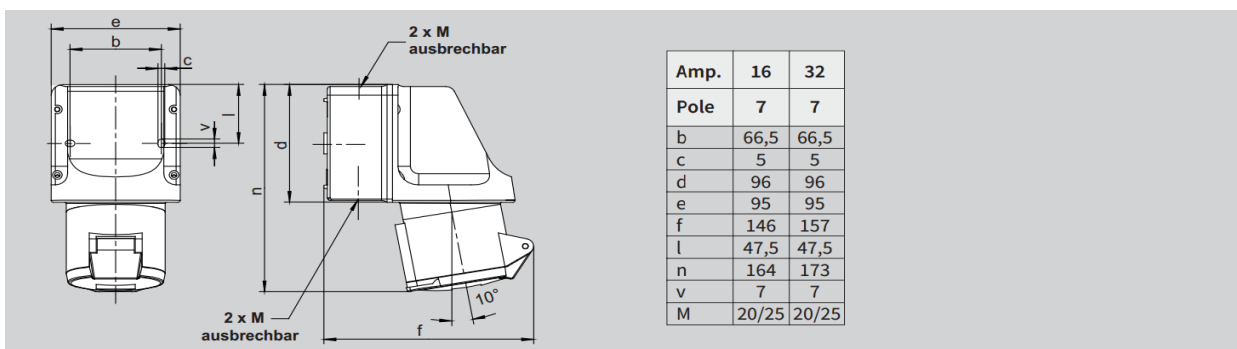 e
b
c
l
v
n
d
2 x M
ausbrechbar
2 x M
ausbrechbar
10°
f
Amp. 16 32
Pole 7 7
b 66,5 66,5
c 5 5
d 96 96
e 95 95
f 146 157
l 47,5 47,5
n 164 173
v 7 7
M 20/25 20/25